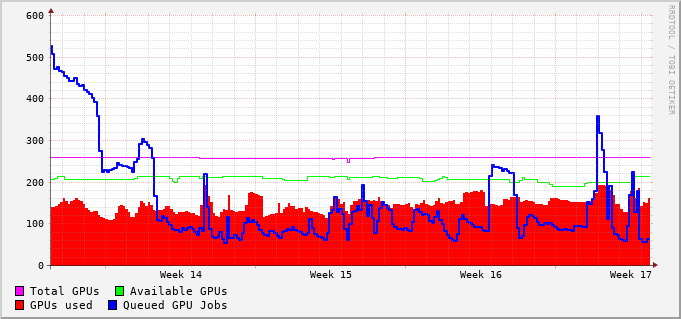 600
500
400
300
200
100
0
Week 14 Week 15 Week 16 Week 17
Total GPUs Available GPUs
GPUs used Queued GPU Jobs
RRDTOOL / TOBI OETIKER